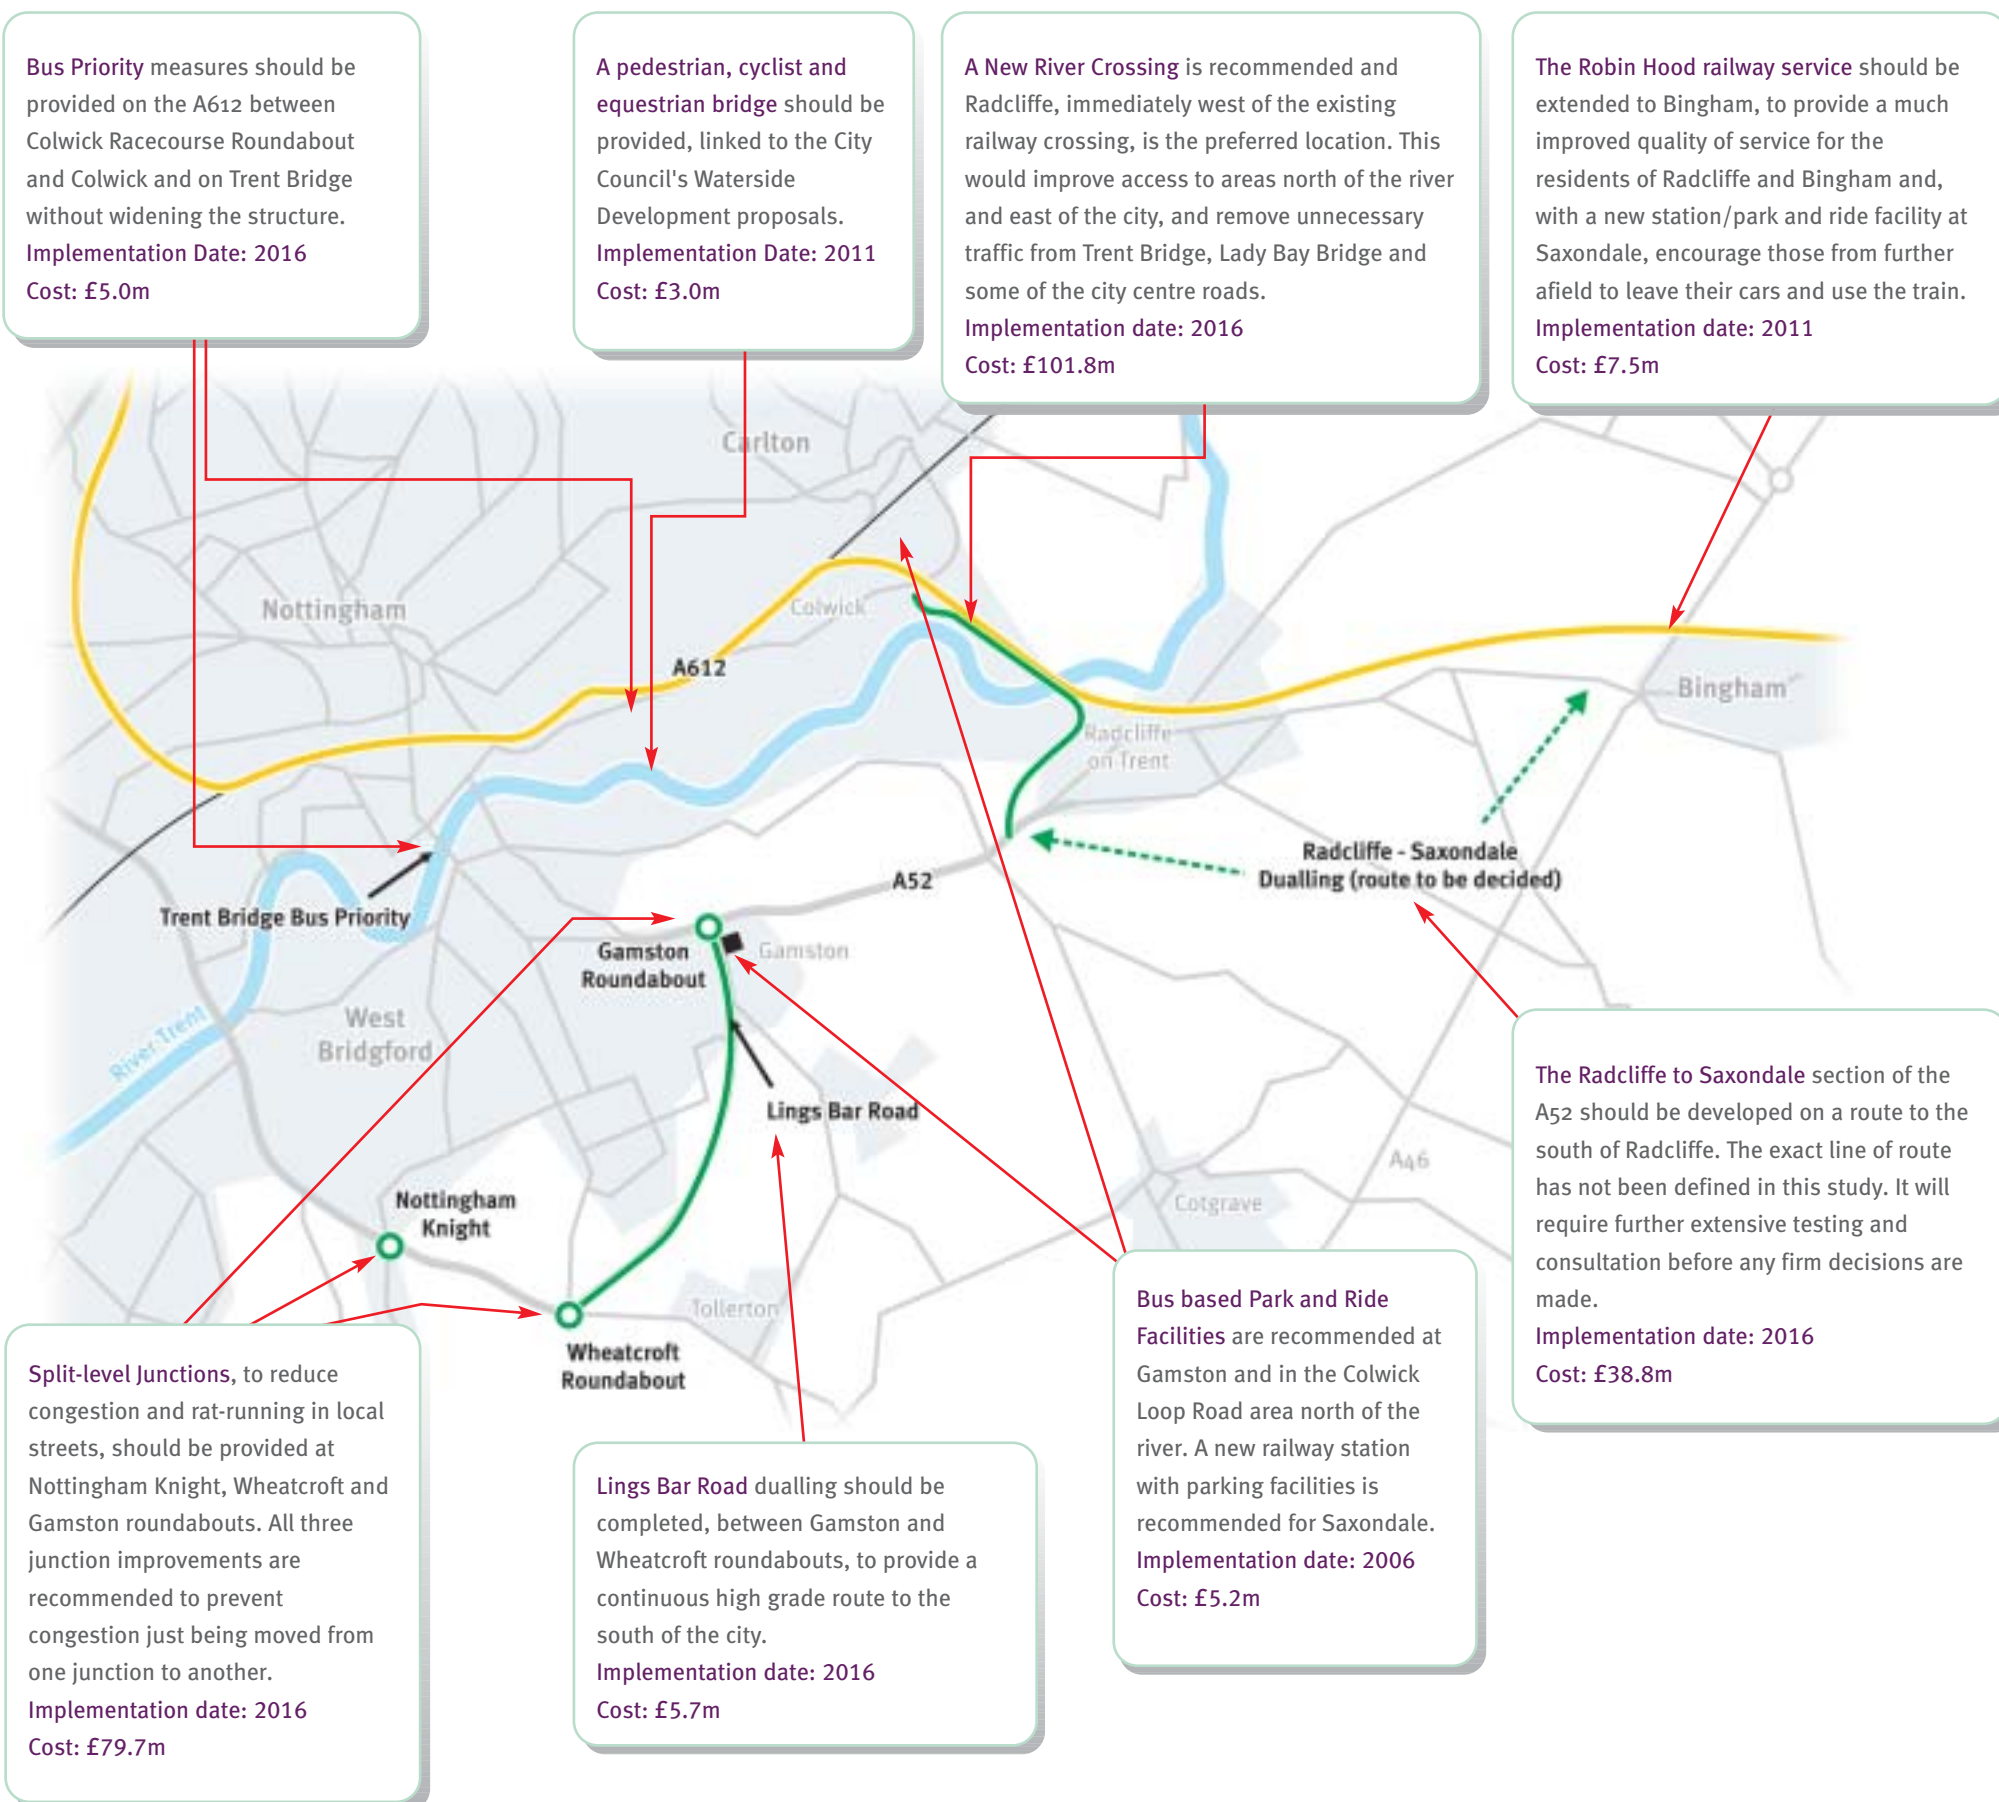 Bus Priority measures should be
provided on the A612 between
Colwick Racecourse Roundabout
and Colwick and on Trent Bridge
without widening the structure.
Implementation Date: 2016
Cost: £5.0m
A pedestrian, cyclist and
equestrian bridge should be
provided, linked to the City
Council's Waterside
Development proposals.
Implementation Date: 2011
Cost: £3.0m
A New River Crossing is recommended and
Radcliffe, immediately west of the existing
railway crossing, is the preferred location. This
would improve access to areas north of the river
and east of the city, and remove unnecessary
traffic from Trent Bridge, Lady Bay Bridge and
some of the city centre roads.
Implementation date: 2016
Cost: £101.8m
The Robin Hood railway service should be
extended to Bingham, to provide a much
improved quality of service for the
residents of Radcliffe and Bingham and,
with a new station/park and ride facility at
Saxondale, encourage those from further
afield to leave their cars and use the train.
Implementation date: 2011
Cost: £7.5m
Carlton
Nottingham
Colwick
A612
Bingham
Radcliffe
on Trent
Radcliffe - Saxondale
Dualling (route to be decided)
A52
Trent Bridge Bus Priority
Gamston
Roundabout
Gamston
West
Bridgford
River Trent
Lings Bar Road
A46
Cotgrave
Nottingham
Knight
Tollerton
Wheatcroft
Roundabout
The Radcliffe to Saxondale section of the
A52 should be developed on a route to the
south of Radcliffe. The exact line of route
has not been defined in this study. It will
require further extensive testing and
consultation before any firm decisions are
made.
Implementation date: 2016
Cost: £38.8m
Bus based Park and Ride
Facilities are recommended at
Gamston and in the Colwick
Loop Road area north of the
river. A new railway station
with parking facilities is
recommended for Saxondale.
Implementation date: 2006
Cost: £5.2m
Split-level Junctions, to reduce
congestion and rat-running in local
streets, should be provided at
Nottingham Knight, Wheatcroft and
Gamston roundabouts. All three
junction improvements are
recommended to prevent
congestion just being moved from
one junction to another.
Implementation date: 2016
Cost: £79.7m
Lings Bar Road dualling should be
completed, between Gamston and
Wheatcroft roundabouts, to provide a
continuous high grade route to the
south of the city.
Implementation date: 2016
Cost: £5.7m